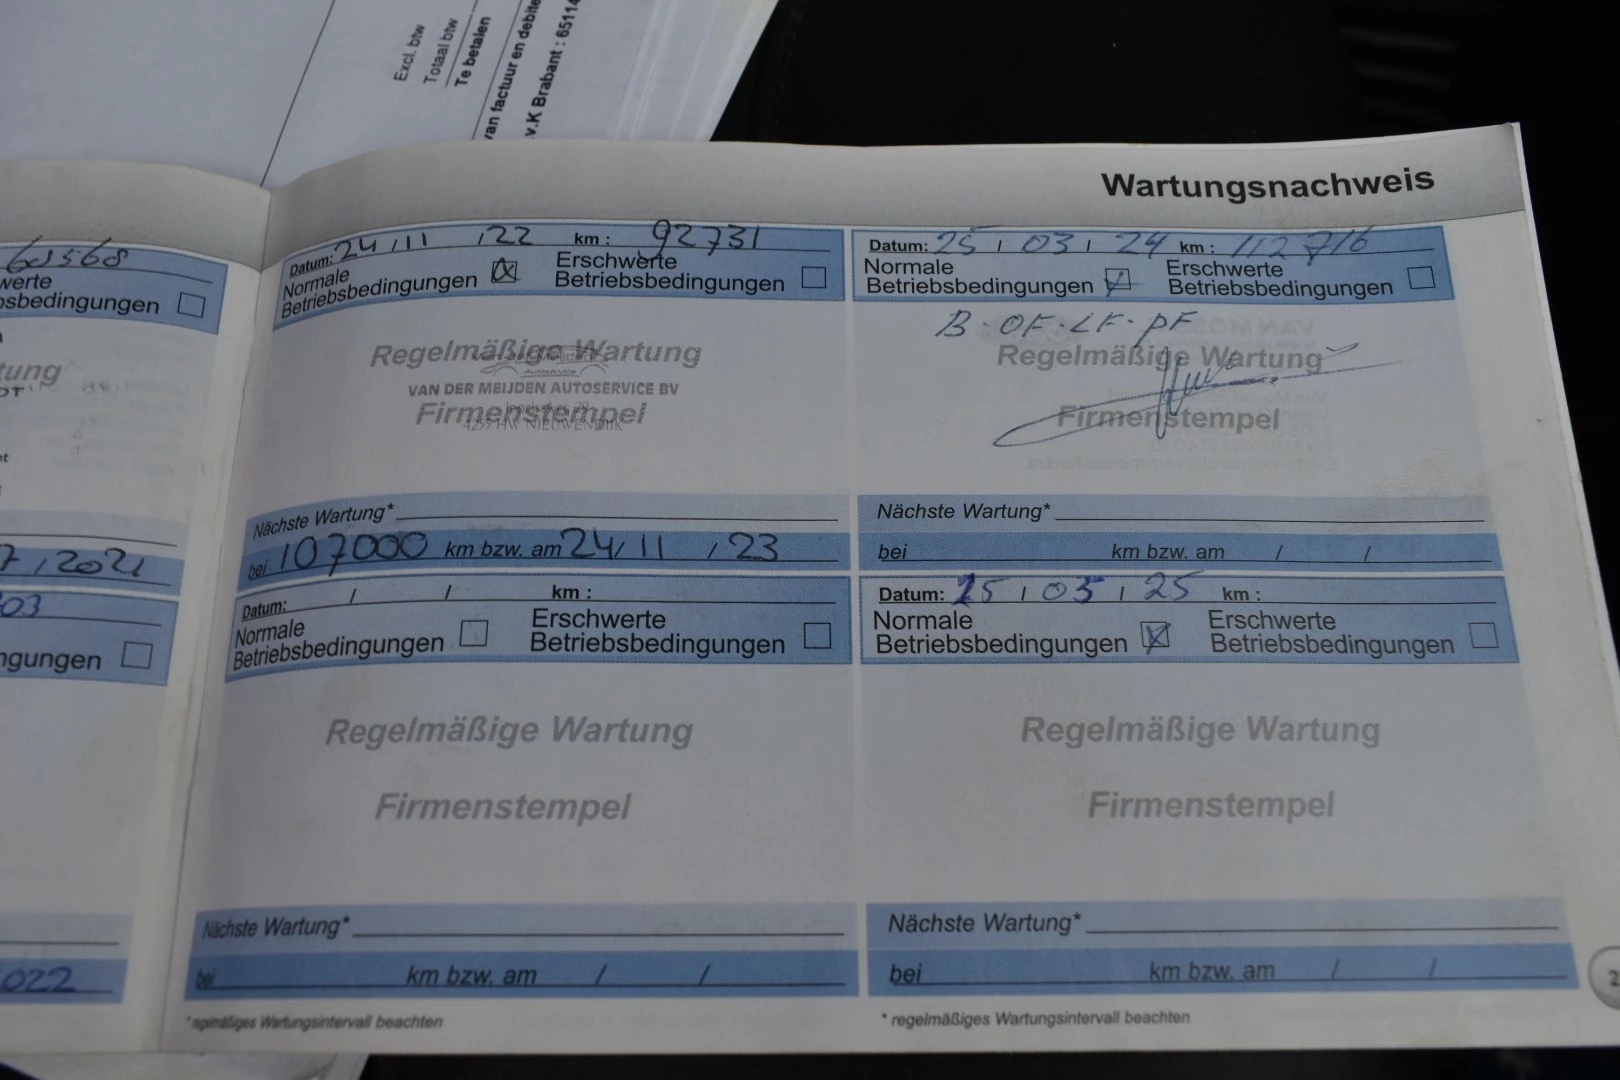 Excl. btw
Totaal btw
Te betalen
van factuur en debite
v.K Brabant : 65114
Wartungsnachweis
68568
werte
bsbedingungen
tung
7 / 2021
03
ngungen
022
Datum: 24 / 11 / 22 km : 92731
Normale
Betriebsbedingungen
Erschwerte
Betriebsbedingungen
Regelmäßige Wartung
VAN DER MEIJDEN AUTOSERVICE BV
Firmenstempel
NIEUWENDIJK
Nächste Wartung*
bei 107000 km bzw. am 24/ 11 / 23
Datum: 25 / 03 / 24 km : 112716
Normale
Betriebsbedingungen
Erschwerte
Betriebsbedingungen
B · OF · LF · PF
Regelmäßige Wartung
Firmenstempel
Nächste Wartung*
bei km bzw. am / /
Datum: / / km :
Normale
Betriebsbedingungen
Erschwerte
Betriebsbedingungen
Regelmäßige Wartung
Firmenstempel
Nächste Wartung*
bei km bzw. am / /
* regelmäßiges Wartungsintervall beachten
Datum: 25 / 03 / 25 km :
Normale
Betriebsbedingungen
Erschwerte
Betriebsbedingungen
Regelmäßige Wartung
Firmenstempel
Nächste Wartung*
bei km bzw. am / /
* regelmäßiges Wartungsintervall beachten
2